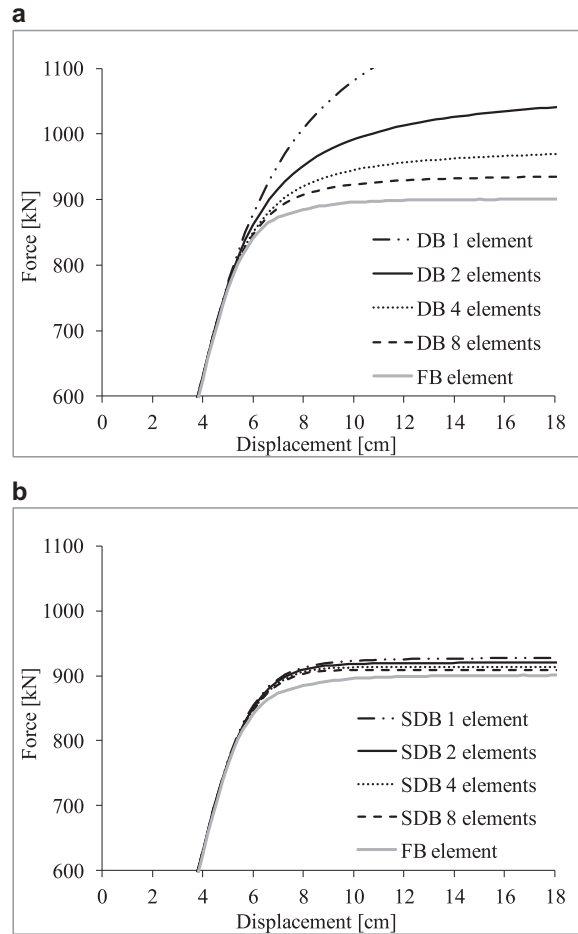 a
1100
1000
900
800
700
600
Force [kN]
DB 1 element
DB 2 elements
DB 4 elements
DB 8 elements
FB element
0 2 4 6 8 10 12 14 16 18
Displacement [cm]
b
1100
1000
900
800
700
600
Force [kN]
SDB 1 element
SDB 2 elements
SDB 4 elements
SDB 8 elements
FB element
0 2 4 6 8 10 12 14 16 18
Displacement [cm]